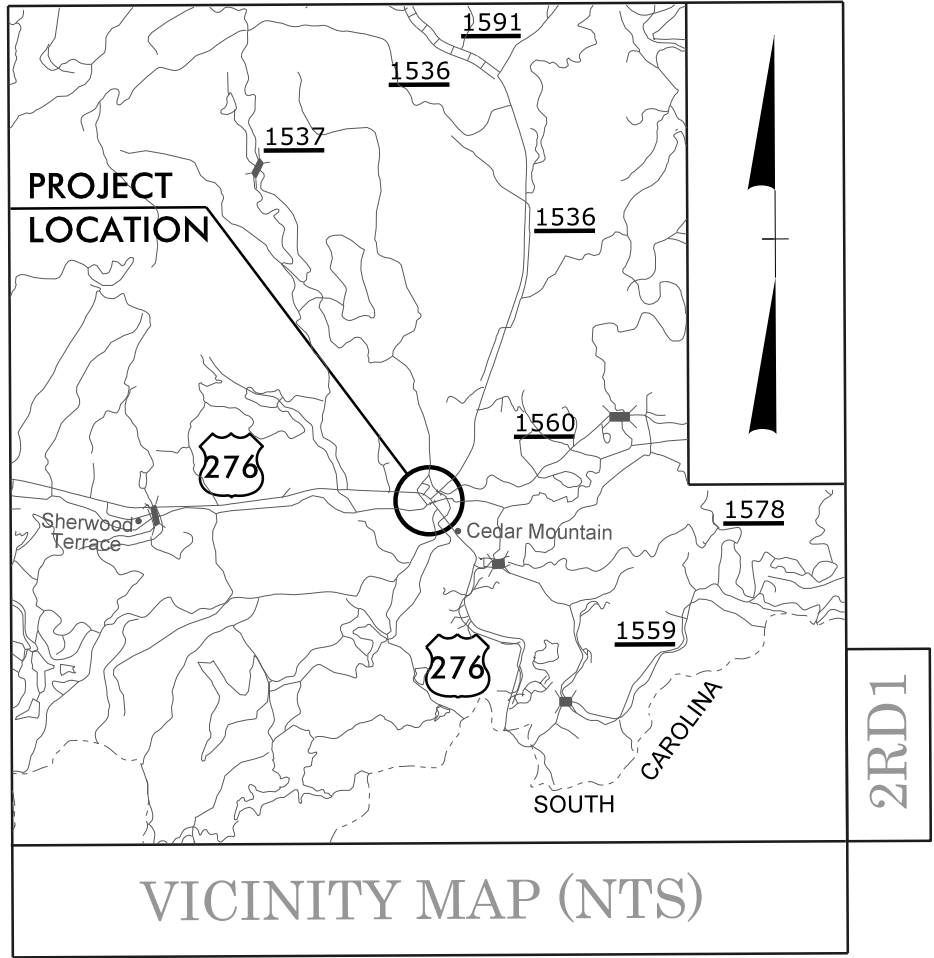 1591
1536
1537
PROJECT
LOCATION
1536
1560
276
1578
Sherwood
Terrace
Cedar Mountain
1559
276
CAROLINA
SOUTH
2RD1
VICINITY MAP (NTS)